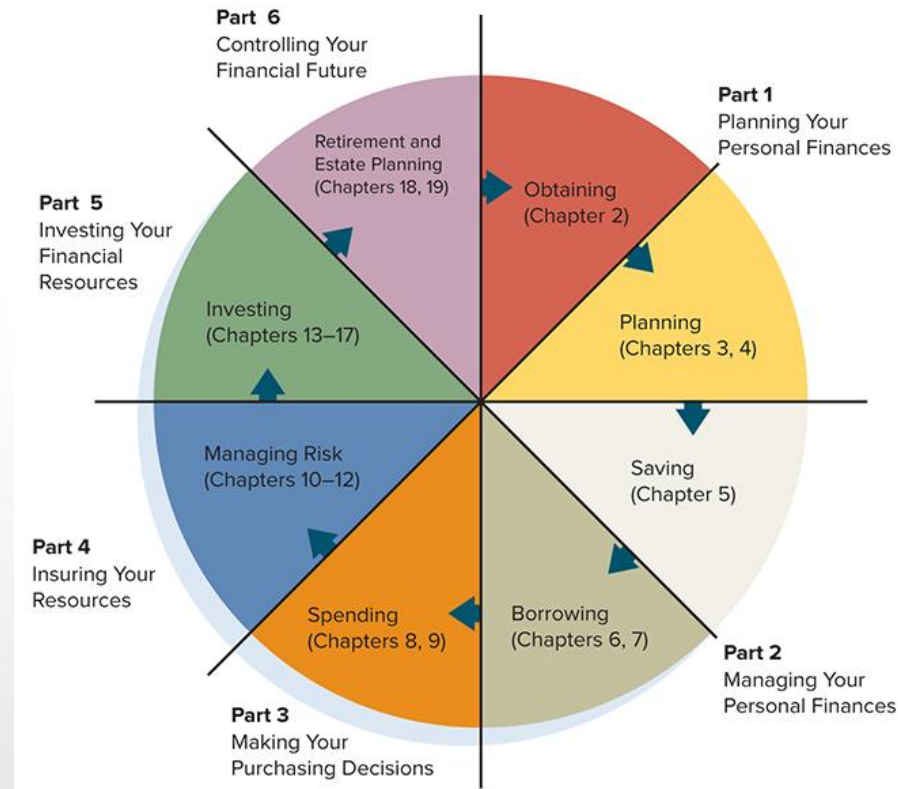 Part 6
Controlling Your
Financial Future
Part 1
Planning Your
Personal Finances
Retirement and
Estate Planning
(Chapters 18, 19)
Obtaining
(Chapter 2)
Part 5
Investing Your
Financial
Resources
Investing
(Chapters 13–17)
Planning
(Chapters 3, 4)
Managing Risk
(Chapters 10–12)
Saving
(Chapter 5)
Part 4
Insuring Your
Resources
Spending
(Chapters 8, 9)
Borrowing
(Chapters 6, 7)
Part 2
Managing Your
Personal Finances
Part 3
Making Your
Purchasing Decisions